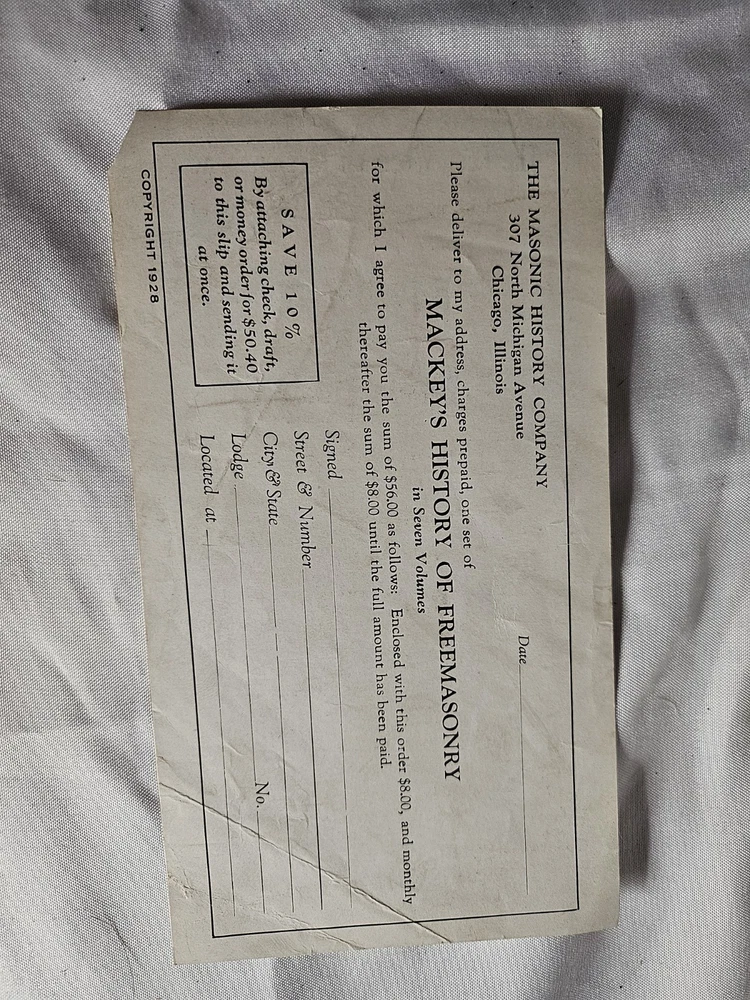 THE MASONIC HISTORY COMPANY
307 North Michigan Avenue
Chicago, Illinois
Date
Please deliver to my address, charges prepaid, one set of
MACKEY'S HISTORY OF FREEMASONRY
in Seven Volumes
for which I agree to pay you the sum of $56.00 as follows: Enclosed with this order $8.00, and monthly
thereafter the sum of $8.00 until the full amount has been paid.
SAVE 10%
By attaching check, draft,
or money order for $50.40
to this slip and sending it
at once.
Signed
Street & Number
City & State
Lodge No.
Located at
COPYRIGHT 1928